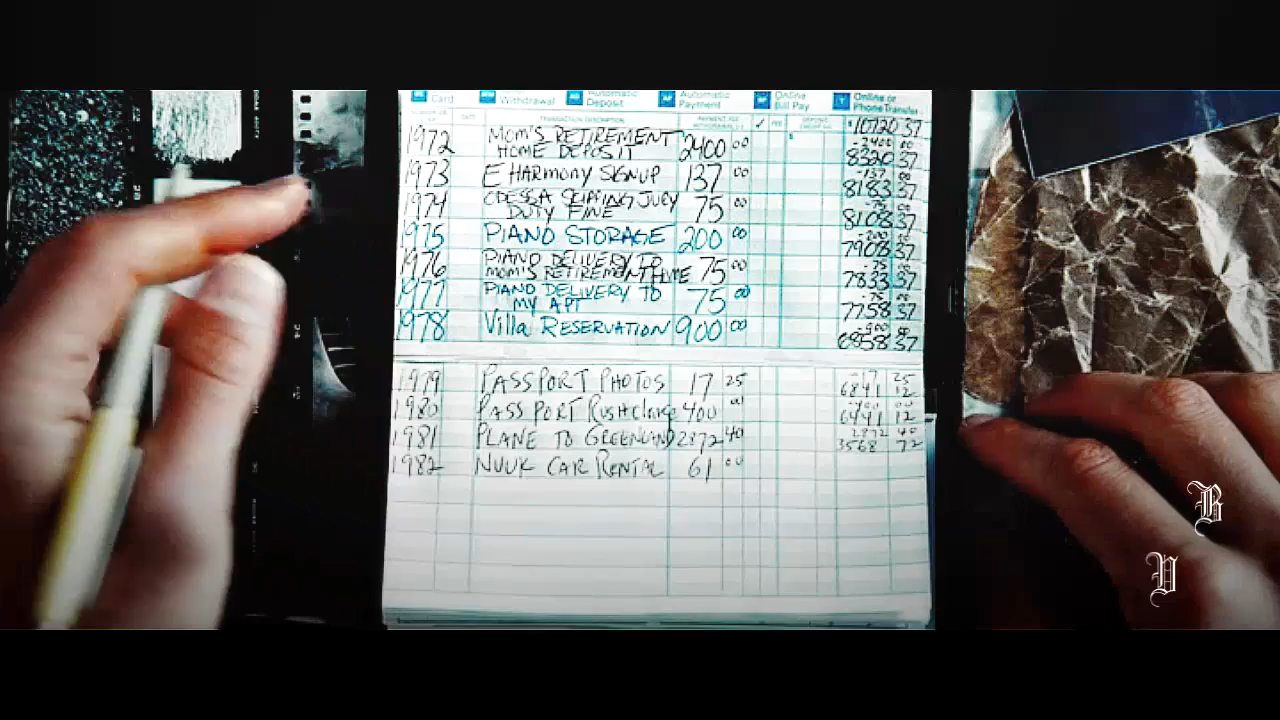 Card Withdrawal Automatic Deposit Automatic Payment Online Bill Pay Online or Phone Transfer
DATE TRANSACTION DESCRIPTION $10720 37
1972 MOM'S RETIREMENT HOME DEPOSIT 2400 00 $ -2400 00 8320 37
1973 E HARMONY SIGNUP 137 00 -137 00 8183 37
1974 ODESSA SKIPPING JURY DUTY FINE 75 00 -75 00 8108 37
1975 PIANO STORAGE 200 00 -200 00 7908 37
1976 PIANO DELIVERY TO MOM'S RETIREMENT HOME 75 00 -75 00 7833 37
1977 PIANO DELIVERY TO MY APT 75 00 -75 00 7758 37
1978 Villa RESERVATION 900 00 -900 00 6858 37
1979 PASSPORT PHOTOS 17 25 -17 25 6841 12
1980 PASSPORT RUSH 400 00 -400 00 6441 12
1981 PLANE TO GREENLAND 2872 40 2872 40 3568 72
1982 NUUK CAR RENTAL 61 00
B